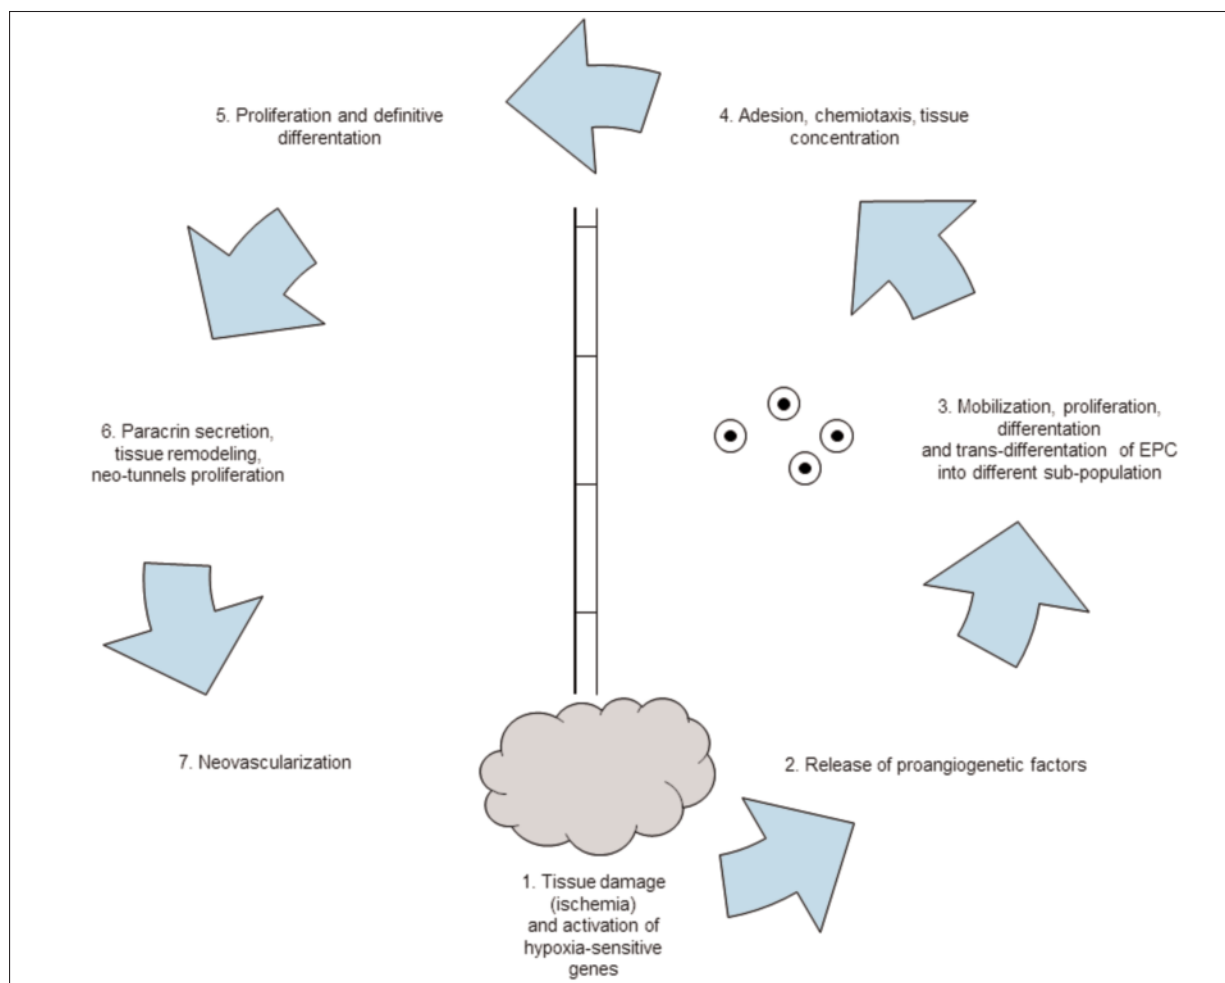 1. Tissue damage
(ischemia)
and activation of
hypoxia-sensitive
genes
2. Release of proangiogenetic factors
3. Mobilization, proliferation,
differentation
and trans-differentation of EPC
into different sub-population
4. Adesion, chemiotaxis, tissue
concentration
5. Proliferation and definitive
differentation
6. Paracrin secretion,
tissue remodeling,
neo-tunnels proliferation
7. Neovascularization